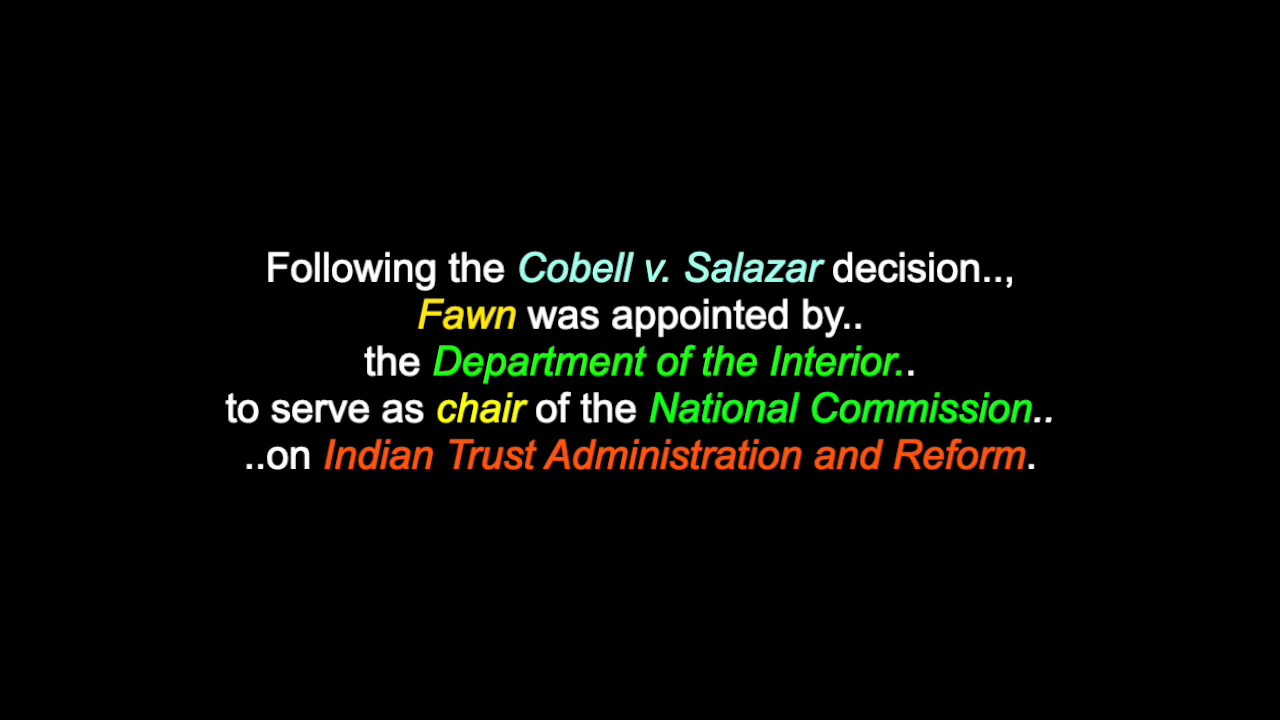 Following the Cobell v. Salazar decision..,
Fawn was appointed by..
the Department of the Interior..
to serve as chair of the National Commission..
..on Indian Trust Administration and Reform.